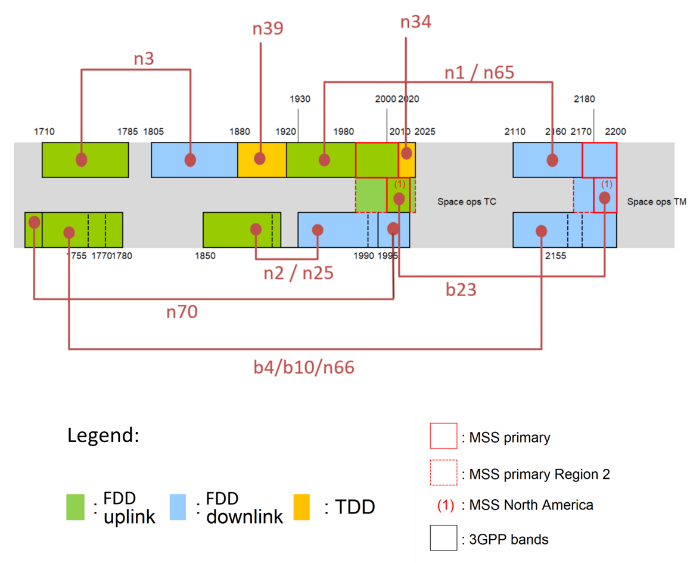 n39
n34
n3
n1 / n65
1930
2000
2020
2180
1710
1785
1805
1880
1920
1980
2010
2025
2110
2160
2170
2200
(1)
(1)
Space ops TC
Space ops TM
1755
1770
1780
1850
1990
1995
2155
n2 / n25
b23
n70
b4/b10/n66
Legend:
: MSS primary
: MSS primary Region 2
(1) : MSS North America
: 3GPP bands
: FDD
uplink
: FDD
downlink
: TDD